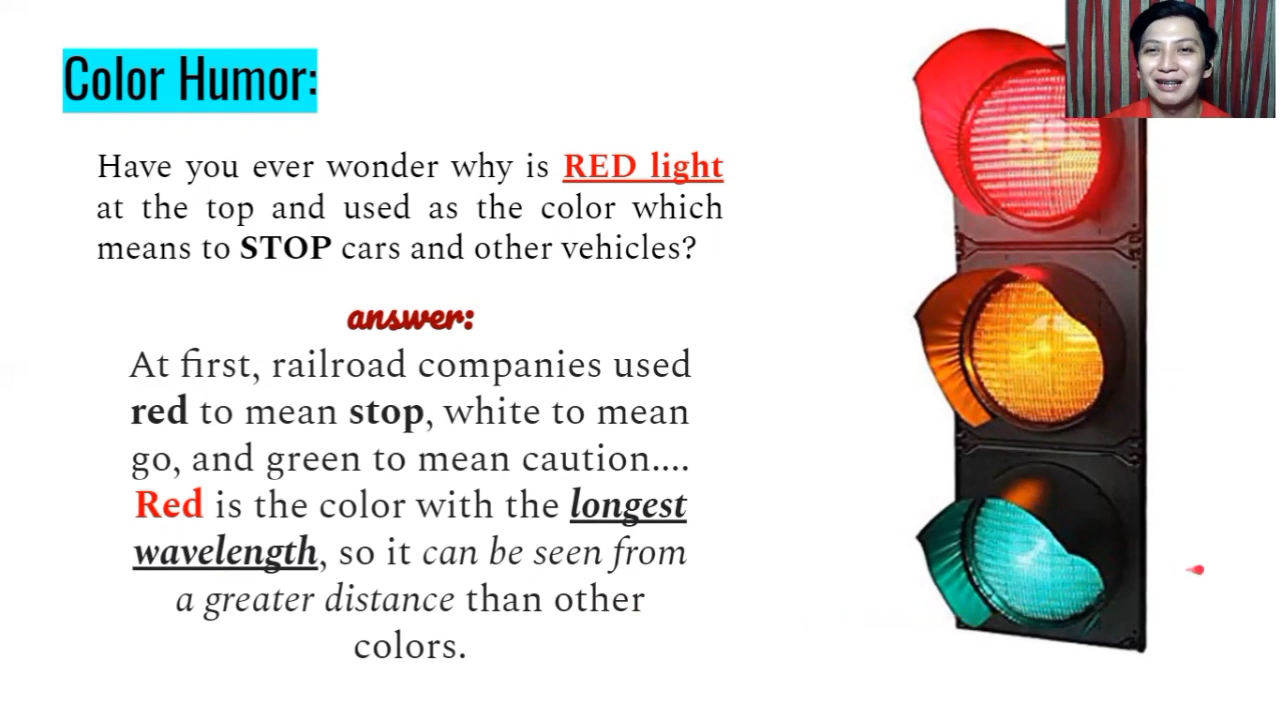 Color Humor:
Have you ever wonder why is RED light
at the top and used as the color which
means to STOP cars and other vehicles?
answer:
At first, railroad companies used
red to mean stop, white to mean
go, and green to mean caution....
Red is the color with the longest
wavelength, so it can be seen from
a greater distance than other
colors.